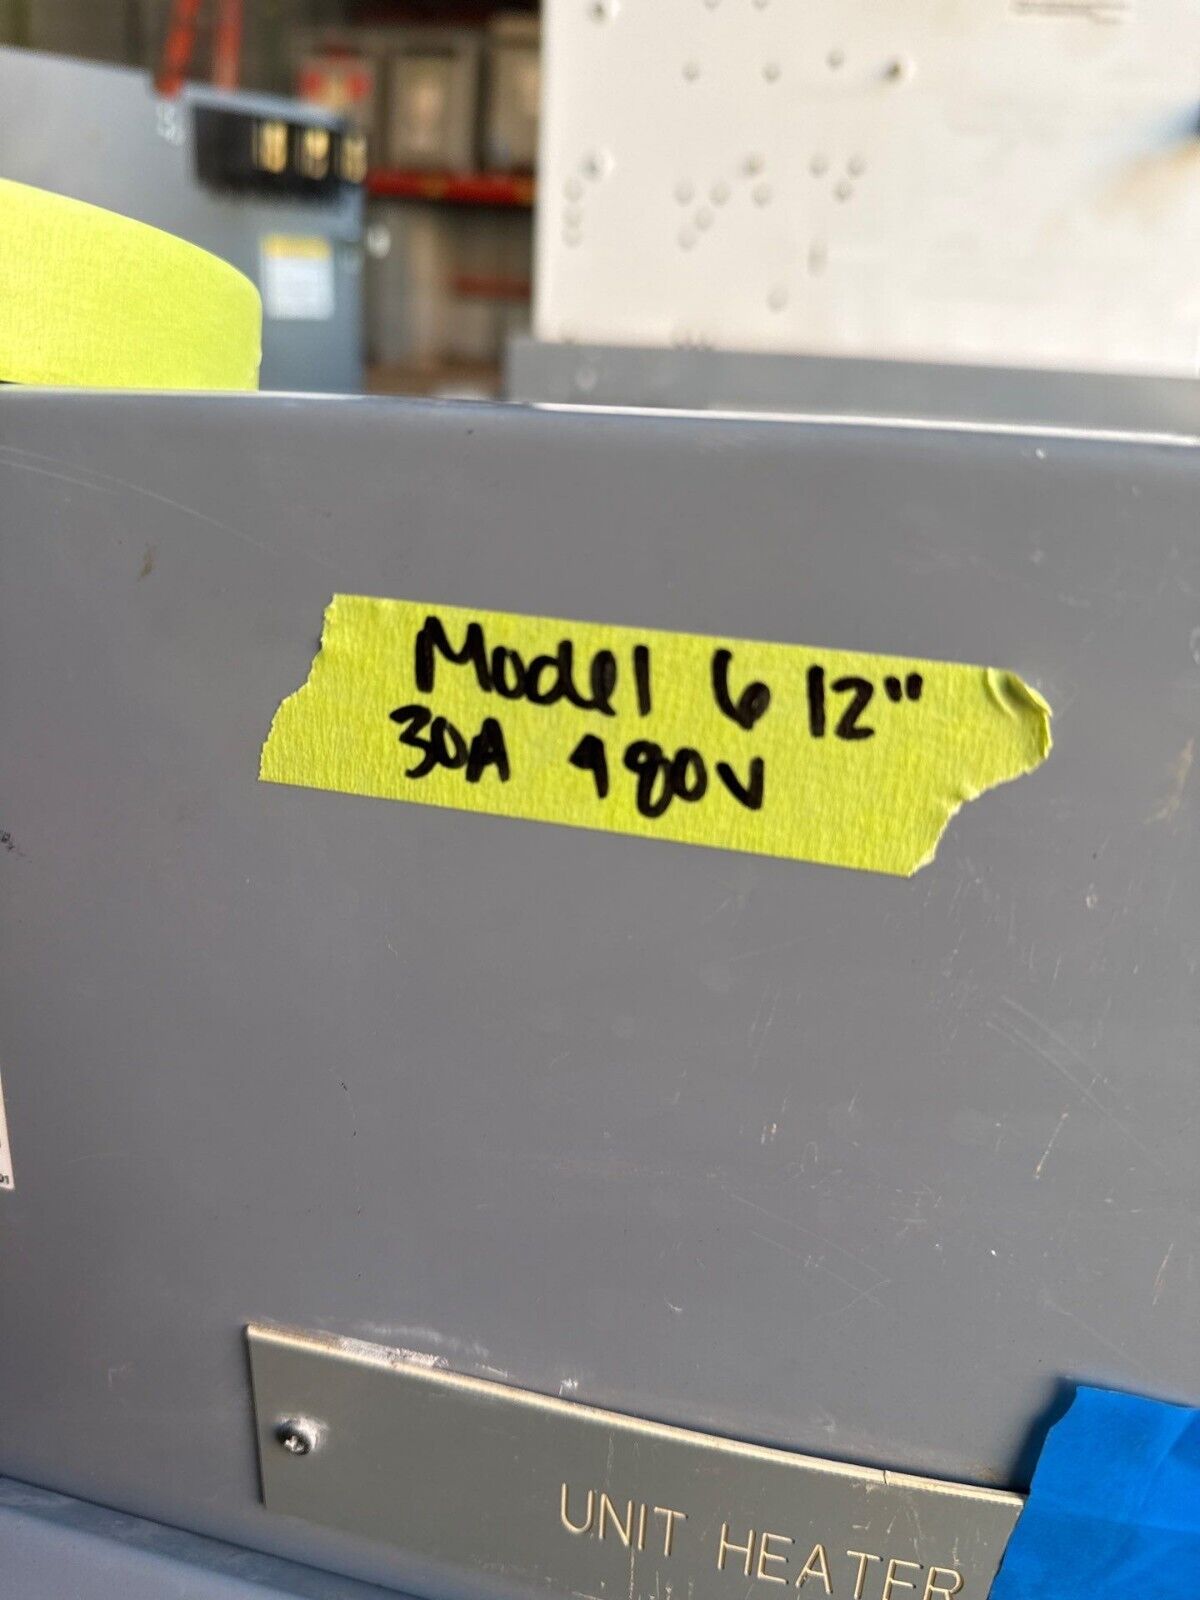 Model 6 12"
30A 480V
UNIT HEATER